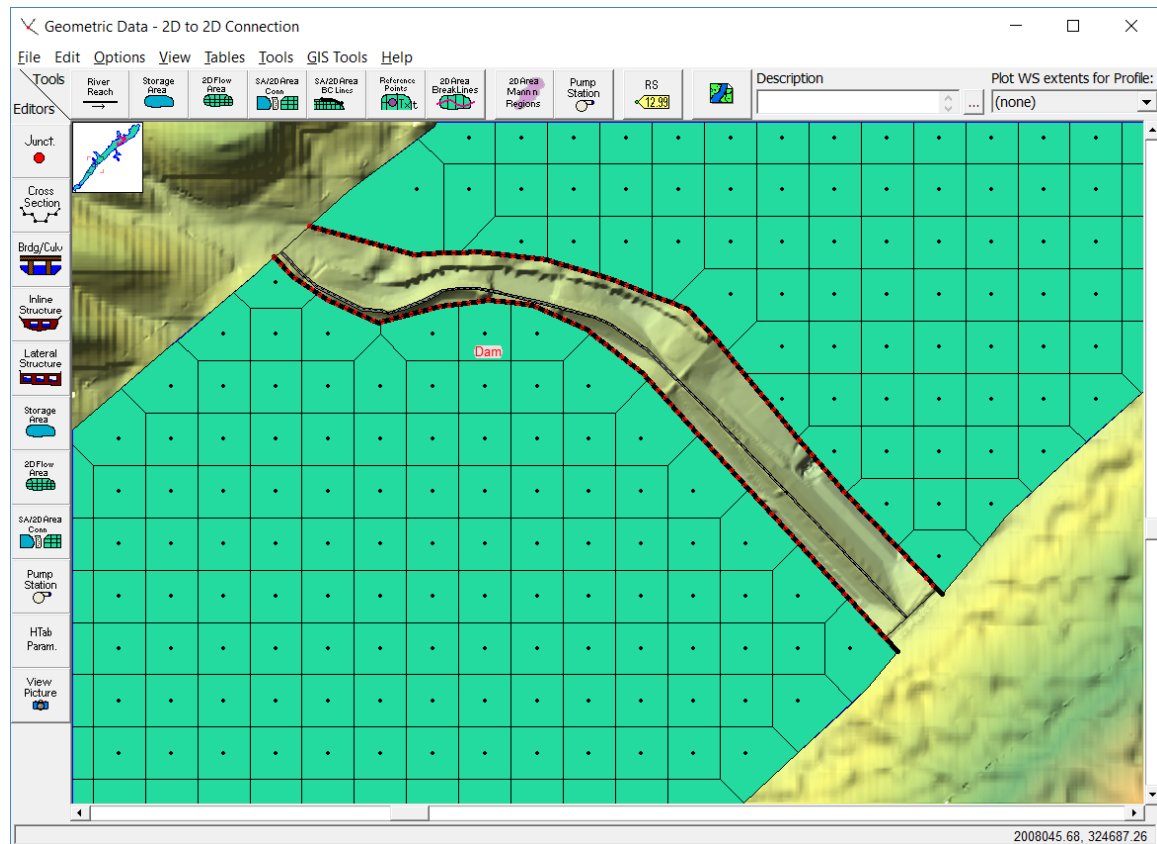 Geometric Data - 2D to 2D Connection
File Edit Options View Tables Tools GIS Tools Help
Tools
Editors
River
Reach
Storage
Area
2D Flow
Area
SA/2D Area
Conn
SA/2D Area
BC Lines
Reference
Points
2D Area
BreakLines
2D Area
Mann n
Regions
Pump
Station
RS
12.99
Description
...
Plot WS extents for Profile:
(none)
Junct.
Cross
Section
Brdg/Culv
Inline
Structure
Lateral
Structure
Storage
Area
2D Flow
Area
SA/2D Area
Conn
Pump
Station
HTab
Param.
View
Picture
Dam
2008045.68, 324687.26